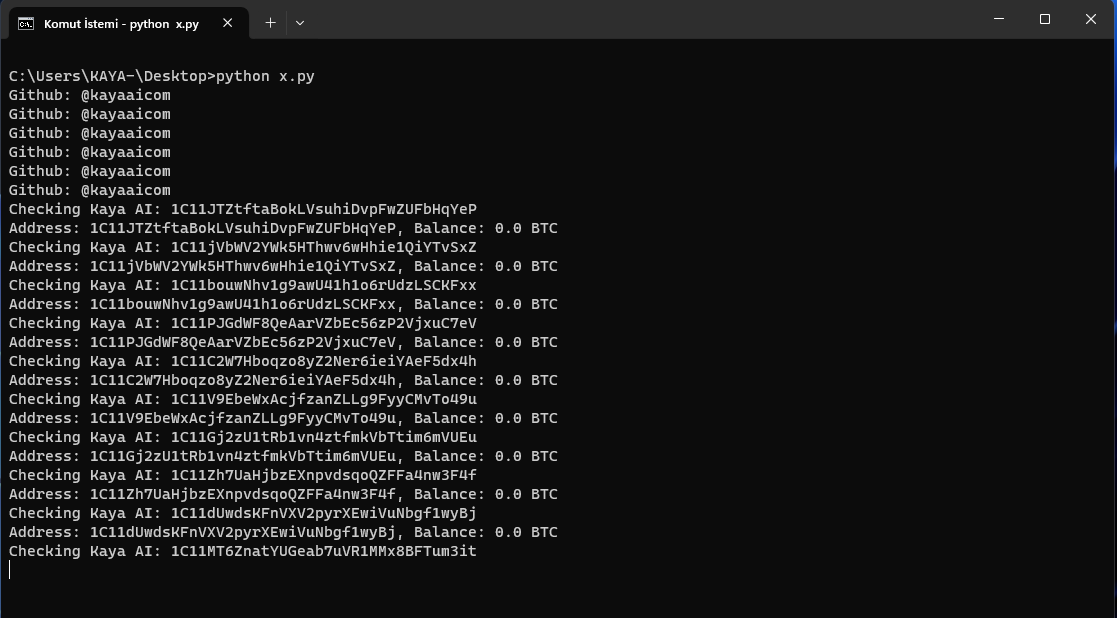 Komut İstemi - python x.py
C:\Users\KAYA-\Desktop>python x.py
Github: @kayaaicom
Github: @kayaaicom
Github: @kayaaicom
Github: @kayaaicom
Github: @kayaaicom
Github: @kayaaicom
Checking Kaya AI: 1C11JTZtftaBokLVsuhiDvpFwZUFbHqYeP
Address: 1C11JTZtftaBokLVsuhiDvpFwZUFbHqYeP, Balance: 0.0 BTC
Checking Kaya AI: 1C11jVbWV2YWk5HThwv6wHhie1QiYTvSxZ
Address: 1C11jVbWV2YWk5HThwv6wHhie1QiYTvSxZ, Balance: 0.0 BTC
Checking Kaya AI: 1C11bouwNhv1g9awU41h1o6rUdzLSCKFxx
Address: 1C11bouwNhv1g9awU41h1o6rUdzLSCKFxx, Balance: 0.0 BTC
Checking Kaya AI: 1C11PJGdWF8QeAarVZbEc56zP2VjxuC7eV
Address: 1C11PJGdWF8QeAarVZbEc56zP2VjxuC7eV, Balance: 0.0 BTC
Checking Kaya AI: 1C11C2W7Hboqzo8yZ2Ner6ieiYAeF5dx4h
Address: 1C11C2W7Hboqzo8yZ2Ner6ieiYAeF5dx4h, Balance: 0.0 BTC
Checking Kaya AI: 1C11V9EbeWxAcjfzanZLLg9FyyCMvTo49u
Address: 1C11V9EbeWxAcjfzanZLLg9FyyCMvTo49u, Balance: 0.0 BTC
Checking Kaya AI: 1C11Gj2zU1tRb1vn4ztfmkVbTtim6mVUEu
Address: 1C11Gj2zU1tRb1vn4ztfmkVbTtim6mVUEu, Balance: 0.0 BTC
Checking Kaya AI: 1C11Zh7UaHjbzEXnpvdsqoQZFFa4nw3F4f
Address: 1C11Zh7UaHjbzEXnpvdsqoQZFFa4nw3F4f, Balance: 0.0 BTC
Checking Kaya AI: 1C11dUwdsKFnVXV2pyrXEwiVuNbgf1wyBj
Address: 1C11dUwdsKFnVXV2pyrXEwiVuNbgf1wyBj, Balance: 0.0 BTC
Checking Kaya AI: 1C11MT6ZnatYUGeab7uVR1MMx8BFTum3it